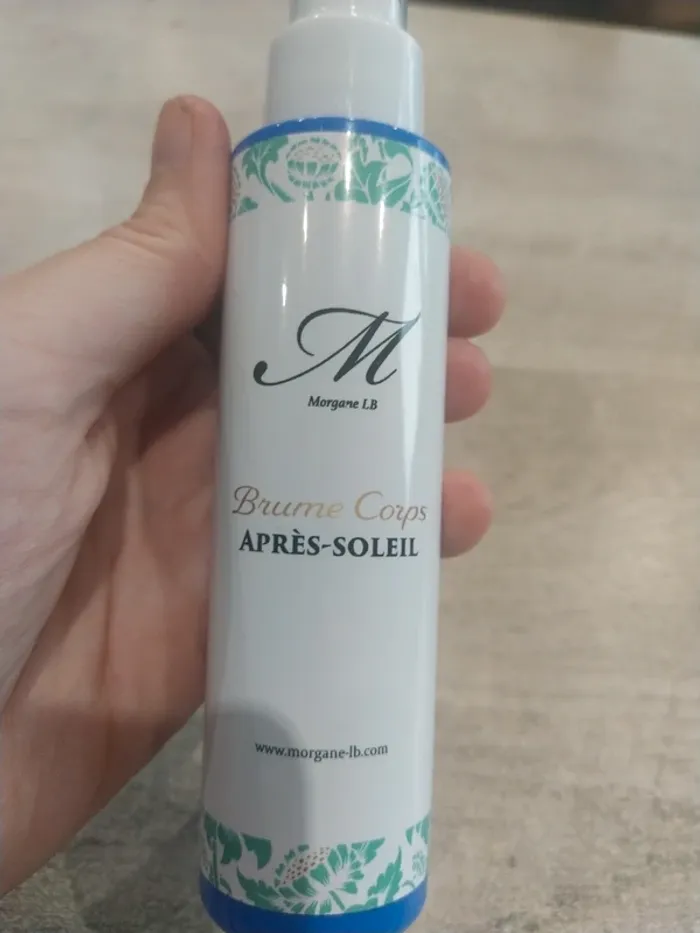 M
Morgane LB
Brume Corps
APRÈS-SOLEIL
www.morgane-lb.com